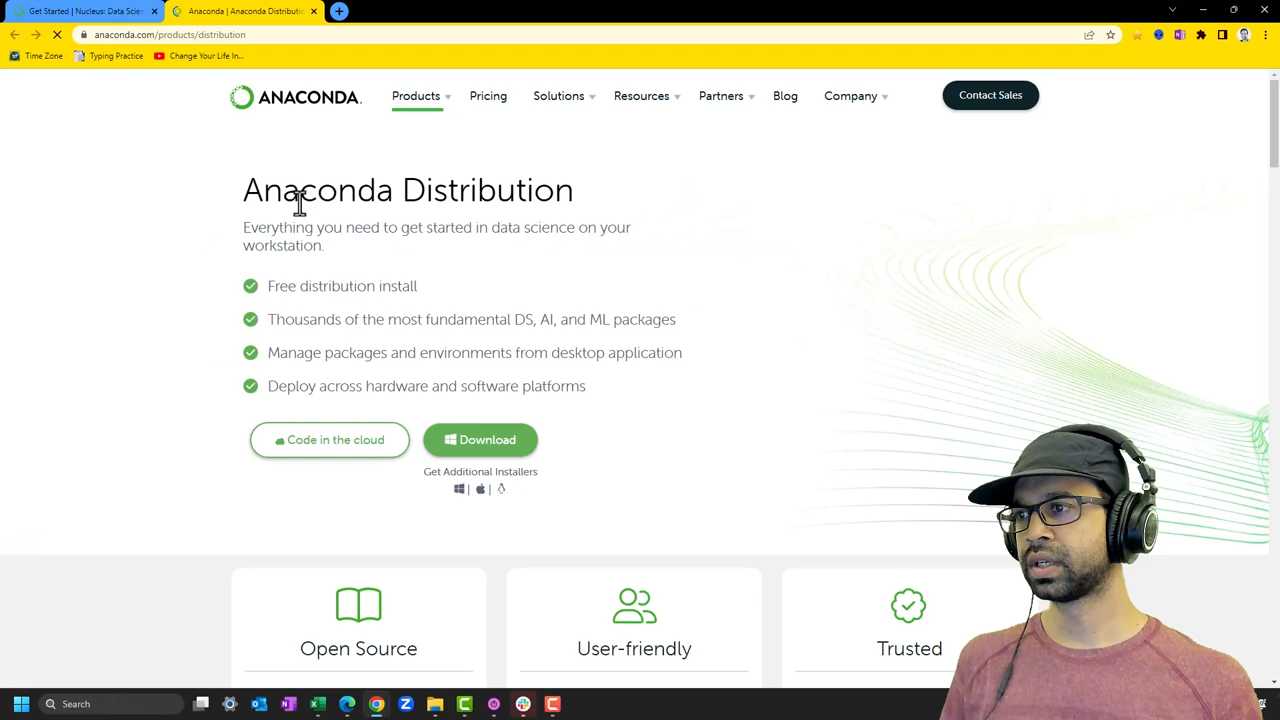 Get Started | Nucleus: Data Scien
Anaconda | Anaconda Distributio
anaconda.com/products/distribution
Time Zone
Typing Practice
Change Your Life In...
ANACONDA.
Products
Pricing
Solutions
Resources
Partners
Blog
Company
Contact Sales
Anaconda Distribution
Everything you need to get started in data science on your
workstation.
Free distribution install
Thousands of the most fundamental DS, AI, and ML packages
Manage packages and environments from desktop application
Deploy across hardware and software platforms
Code in the cloud
Download
Get Additional Installers
Open Source
User-friendly
Trusted
Search